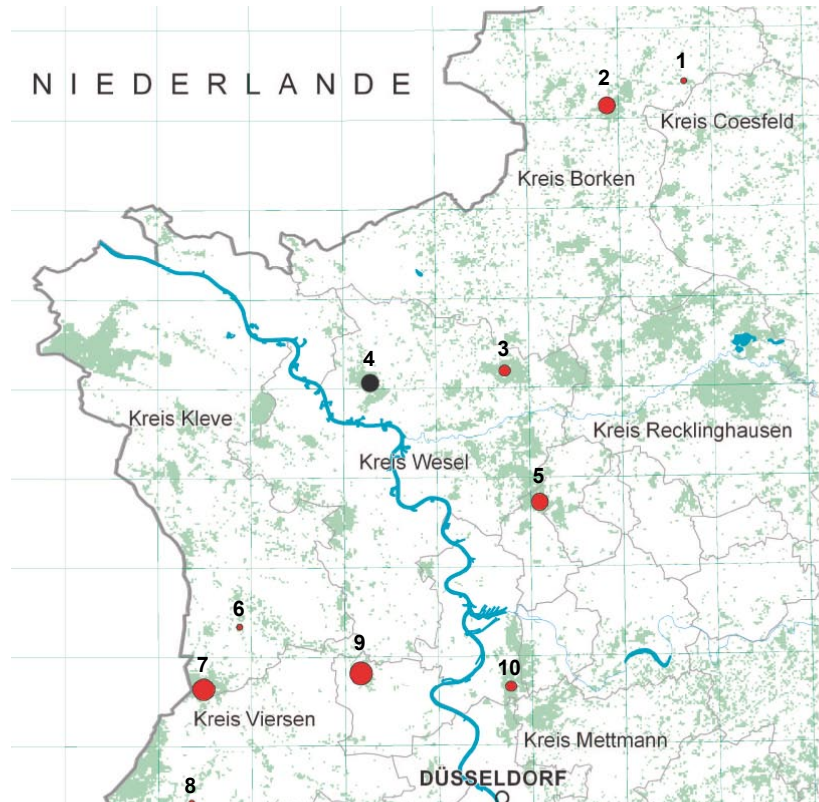 1
2
NIEDERLANDE
Kreis Coesfeld
Kreis Borken
3
4
Kreis Kleve
Kreis Recklinghausen
Kreis Wesel
5
6
9
7
10
Kreis Viersen
Kreis Mettmann
DÜSSELDORF
8